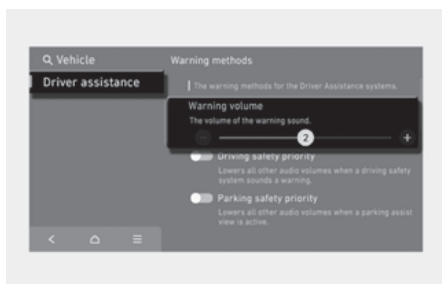 Vehicle
Warning methods
Driver assistance
The warning methods for the Driver Assistance systems.
Warning volume
The volume of the warning sound.
2
Driving safety priority
Lowers all other audio volumes when a driving safety
system sounds a warning.
Parking safety priority
Lowers all other audio volumes when a parking assist
view is active.